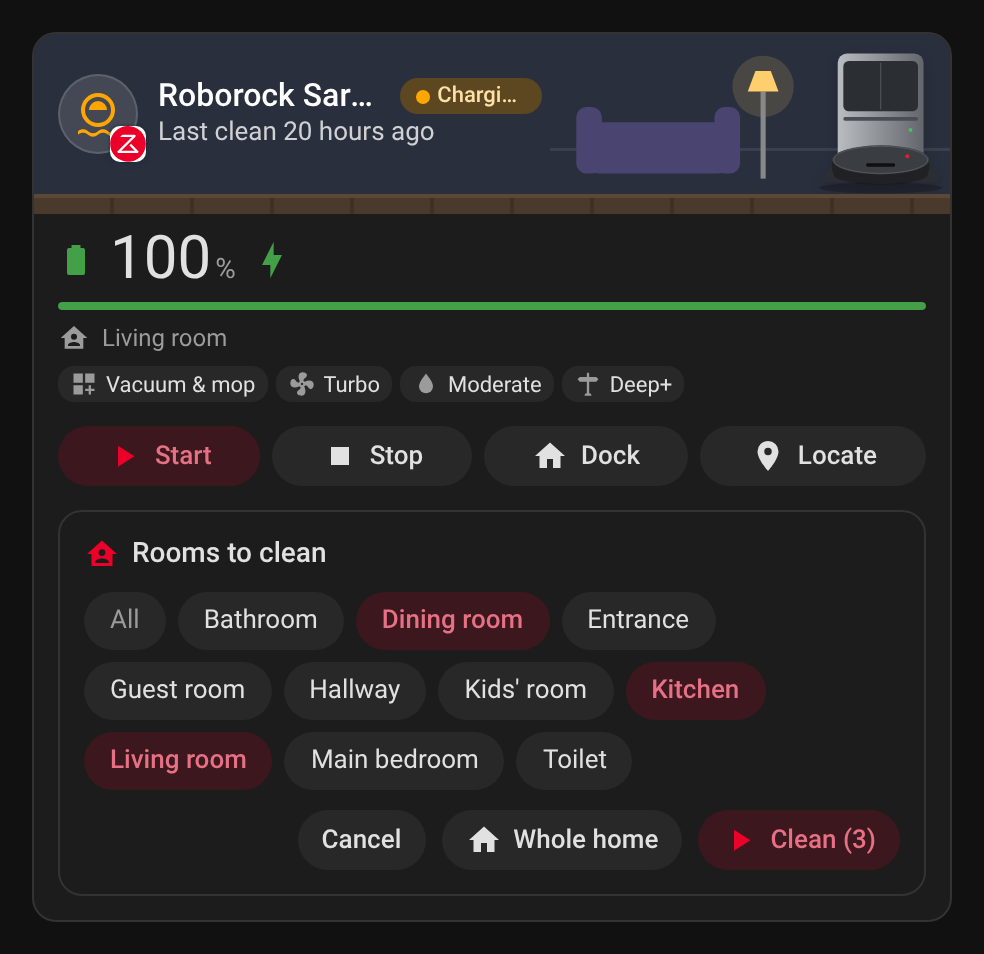 Roborock Sar... Chargi...
Last clean 20 hours ago
100%
Living room
Vacuum & mop Turbo Moderate Deep+
Start Stop Dock Locate
Rooms to clean
All Bathroom Dining room Entrance
Guest room Hallway Kids' room Kitchen
Living room Main bedroom Toilet
Cancel Whole home Clean (3)